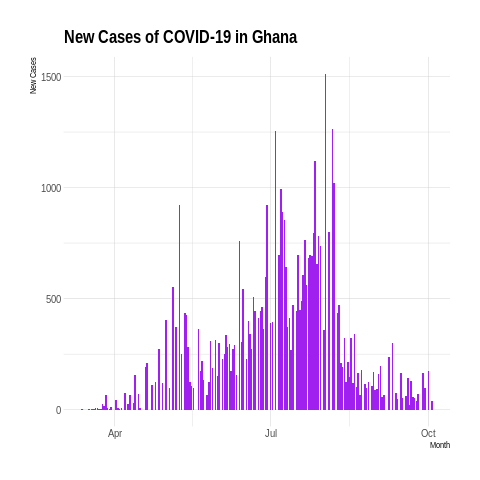 New Cases of COVID-19 in Ghana
New Cases
1500
1000
500
0
Apr
Jul
Oct
Month